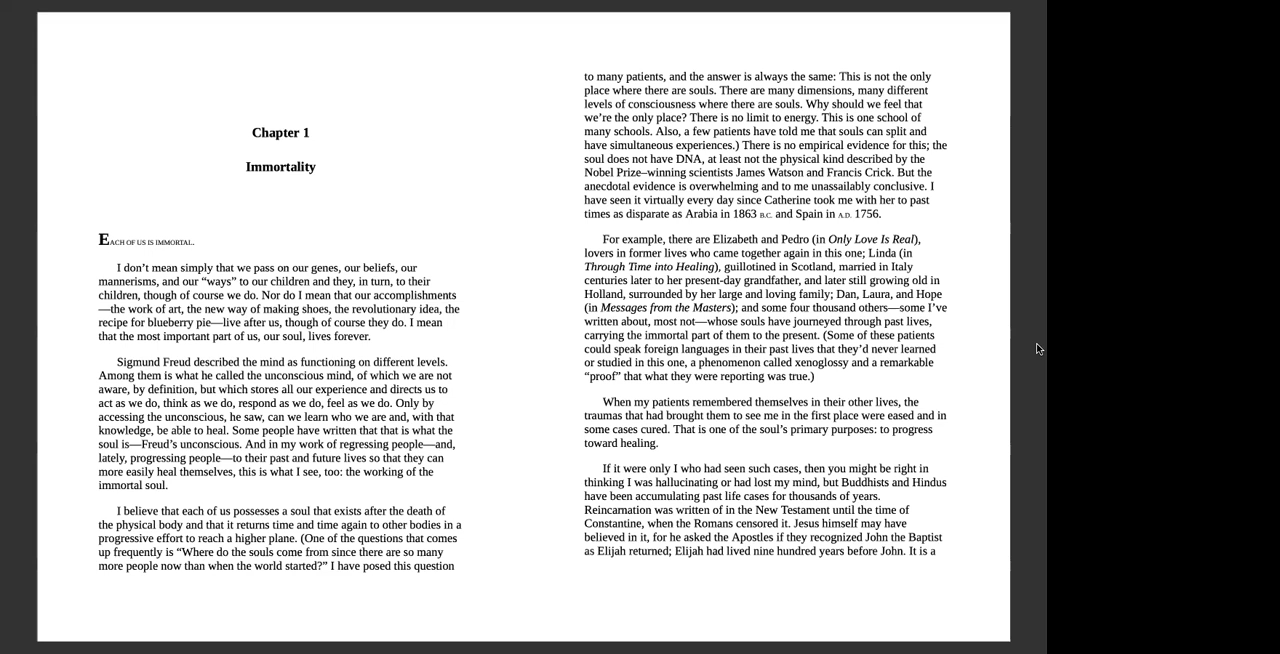 Chapter 1
Immortality
EACH OF US IS IMMORTAL.
I don’t mean simply that we pass on our genes, our beliefs, our
mannerisms, and our “ways” to our children and they, in turn, to their
children, though of course we do. Nor do I mean that our accomplishments
—the work of art, the new way of making shoes, the revolutionary idea, the
recipe for blueberry pie—live after us, though of course they do. I mean
that the most important part of us, our soul, lives forever.
Sigmund Freud described the mind as functioning on different levels.
Among them is what he called the unconscious mind, of which we are not
aware, by definition, but which stores all our experience and directs us to
act as we do, think as we do, respond as we do, feel as we do. Only by
accessing the unconscious, he saw, can we learn who we are and, with that
knowledge, be able to heal. Some people have written that that is what the
soul is—Freud’s unconscious. And in my work of regressing people—and,
lately, progressing people—to their past and future lives so that they can
more easily heal themselves, this is what I see, too: the working of the
immortal soul.
I believe that each of us possesses a soul that exists after the death of
the physical body and that it returns time and time again to other bodies in a
progressive effort to reach a higher plane. (One of the questions that comes
up frequently is “Where do the souls come from since there are so many
more people now than when the world started?” I have posed this question
to many patients, and the answer is always the same: This is not the only
place where there are souls. There are many dimensions, many different
levels of consciousness where there are souls. Why should we feel that
we’re the only place? There is no limit to energy. This is one school of
many schools. Also, a few patients have told me that souls can split and
have simultaneous experiences.) There is no empirical evidence for this; the
soul does not have DNA, at least not the physical kind described by the
Nobel Prize–winning scientists James Watson and Francis Crick. But the
anecdotal evidence is overwhelming and to me unassailably conclusive. I
have seen it virtually every day since Catherine took me with her to past
times as disparate as Arabia in 1863 B.C. and Spain in A.D. 1756.
For example, there are Elizabeth and Pedro (in Only Love Is Real),
lovers in former lives who came together again in this one; Linda (in
Through Time into Healing), guillotined in Scotland, married in Italy
centuries later to her present-day grandfather, and later still growing old in
Holland, surrounded by her large and loving family; Dan, Laura, and Hope
(in Messages from the Masters); and some four thousand others—some I’ve
written about, most not—whose souls have journeyed through past lives,
carrying the immortal part of them to the present. (Some of these patients
could speak foreign languages in their past lives that they’d never learned
or studied in this one, a phenomenon called xenoglossy and a remarkable
“proof” that what they were reporting was true.)
When my patients remembered themselves in their other lives, the
traumas that had brought them to see me in the first place were eased and in
some cases cured. That is one of the soul’s primary purposes: to progress
toward healing.
If it were only I who had seen such cases, then you might be right in
thinking I was hallucinating or had lost my mind, but Buddhists and Hindus
have been accumulating past life cases for thousands of years.
Reincarnation was written of in the New Testament until the time of
Constantine, when the Romans censored it. Jesus himself may have
believed in it, for he asked the Apostles if they recognized John the Baptist
as Elijah returned; Elijah had lived nine hundred years before John. It is a